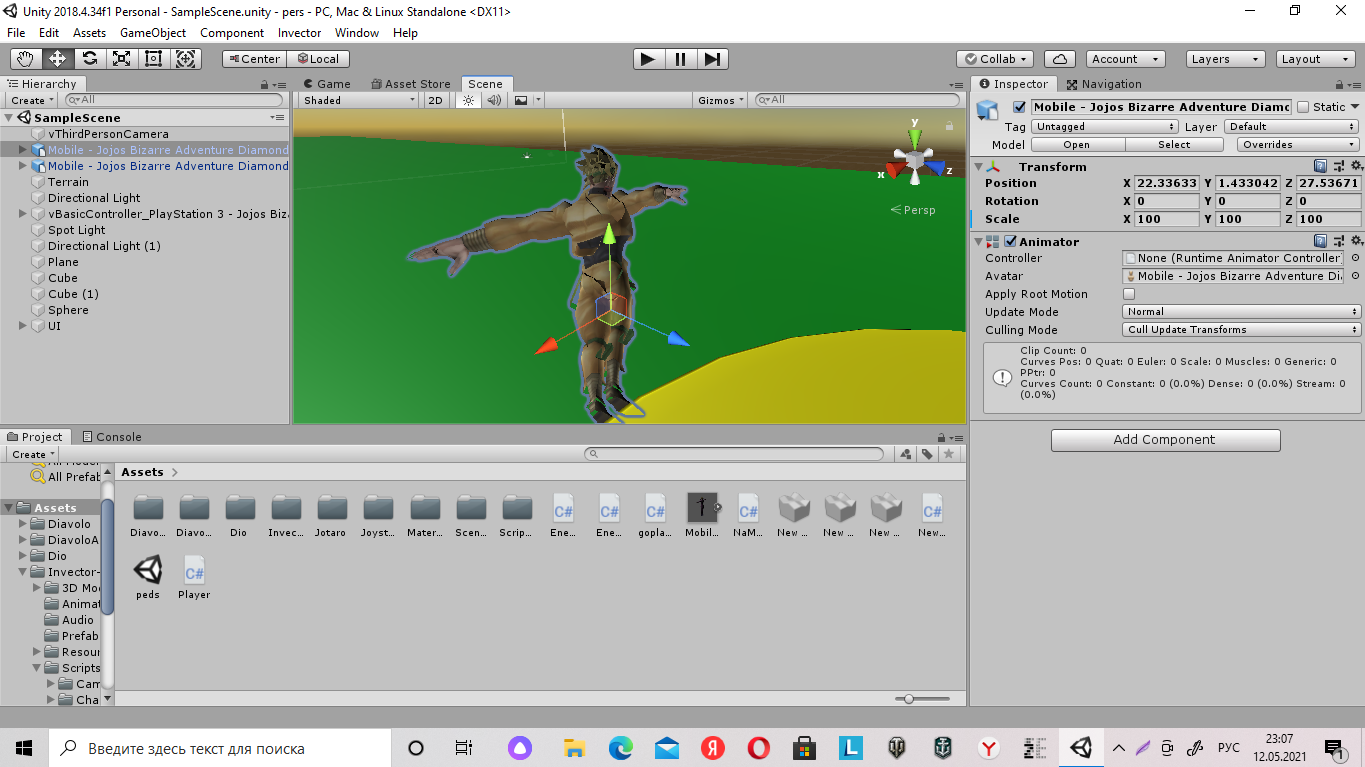 Unity 2018.4.34f1 Personal - SampleScene.unity - pers - PC, Mac & Linux Standalone <DX11>
File Edit Assets GameObject Component Invector Window Help
Center Local Collab Account Layers Layout
Hierarchy
Create All
SampleScene
vThirdPersonCamera
Mobile - Jojos Bizarre Adventure Diamond
Mobile - Jojos Bizarre Adventure Diamond
Terrain
Directional Light
vBasicController_PlayStation 3 - Jojos Biz
Spot Light
Directional Light (1)
Plane
Cube
Cube (1)
Sphere
UI
Game Asset Store Scene
Shaded 2D Gizmos All
y
x
z
Persp
Inspector Navigation
Mobile - Jojos Bizarre Adventure Diamo Static
Tag Untagged Layer Default
Model Open Select Overrides
Transform
Position X 22.33633 Y 1.433042 Z 27.53671
Rotation X 0 Y 0 Z 0
Scale X 100 Y 100 Z 100
Animator
Controller None (Runtime Animator Controller)
Avatar Mobile - Jojos Bizarre Adventure Di
Apply Root Motion
Update Mode Normal
Culling Mode Cull Update Transforms
Clip Count: 0
Curves Pos: 0 Quat: 0 Euler: 0 Scale: 0 Muscles: 0 Generic: 0
PPtr: 0
Curves Count: 0 Constant: 0 (0.0%) Dense: 0 (0.0%) Stream: 0
(0.0%)
Add Component
Project Console
Create
All Prefab
Assets
Diavolo
DiavoloA
Dio
Invector-
3D Mo
Animat
Audio
Prefab
Resour
Scripts
Cam
Cha
Assets
Diavo... Diavo... Dio Invec... Jotaro Joyst... Mater... Scen... Scrip... Ene... Ene... gopla... Mobil... NaM... New ... New ... New ... New...
peds Player
Введите здесь текст для поиска
РУС
23:07
12.05.2021
1